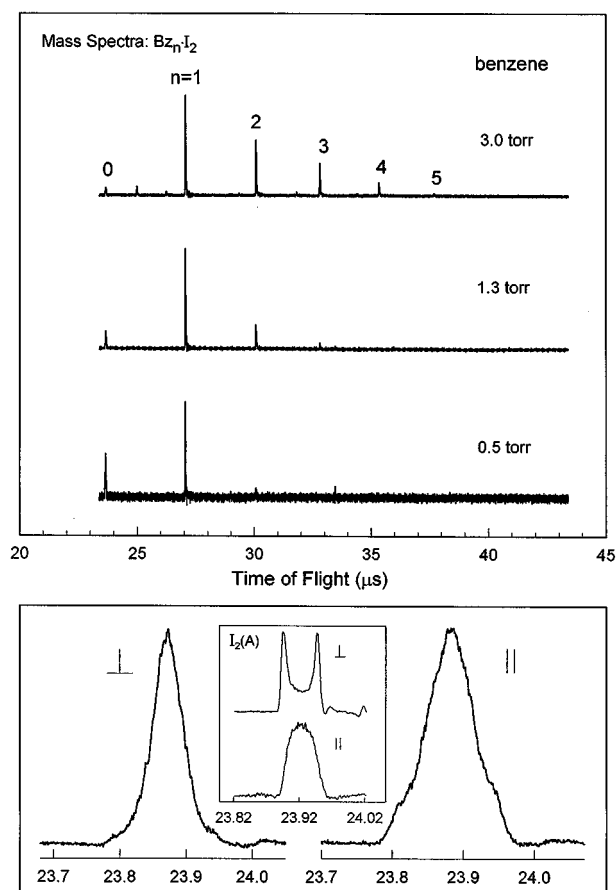 Mass Spectra: Bzₙ·I₂
benzene
n=1
3.0 torr
0
2
3
4
5
1.3 torr
0.5 torr
20 25 30 35 40 45
Time of Flight (μs)
⊥
I₂(A)
⊥
||
||
23.82 23.92 24.02
23.7 23.8 23.9 24.0
23.7 23.8 23.9 24.0